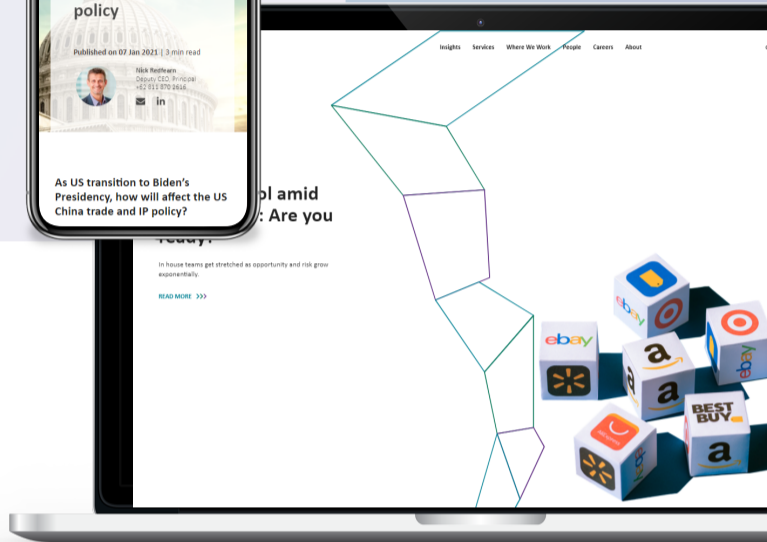 policy
Published on 07 Jan 2021 | 3 min read
Nick Redfearn
Deputy CEO, Principal
As US transition to Biden's
Presidency, how will affect the US
China trade and IP policy?
Insights Services Where We Work People Careers About
ol amid
: Are you
ready?
In house teams get stretched as opportunity and risk grow
exponentially.
READ MORE >>>
ebay
ebay
ebay
a
a
a
a
BEST
BUY
AliExpress
ebay